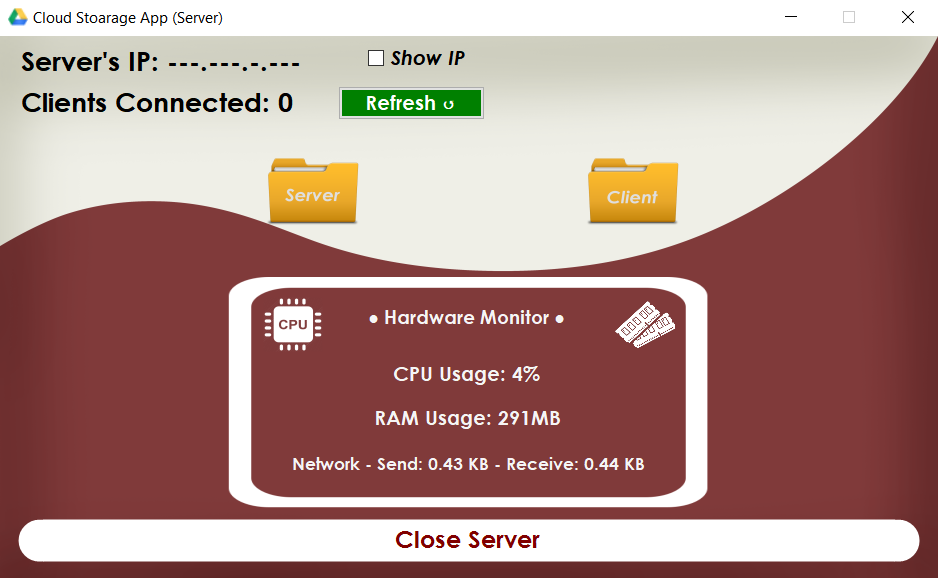 Cloud Stoarage App (Server)
Server's IP: ---.---.-.---
Show IP
Clients Connected: 0
Refresh ↺
Server
Client
CPU
• Hardware Monitor •
CPU Usage: 4%
RAM Usage: 291MB
Network - Send: 0.43 KB - Receive: 0.44 KB
Close Server